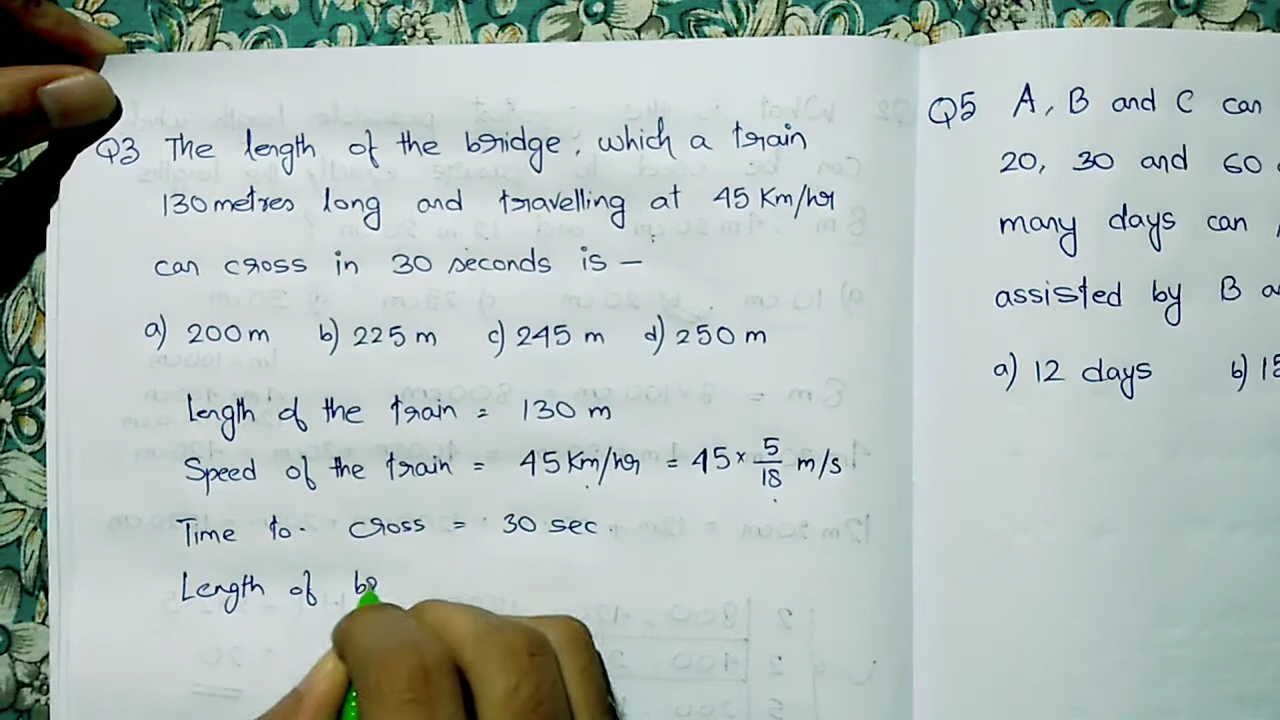 Q3 The length of the bridge, which a train
130 metres long and travelling at 45 Km/hr
can cross in 30 seconds is —
a) 200 m b) 225 m c) 245 m d) 250 m
Length of the train = 130 m
Speed of the train = 45 Km/hr = 45 × 5/18 m/s
Time to cross = 30 sec
Length of
Q5 A, B and C can
20, 30 and 60
many days can
assisted by B
a) 12 days b)